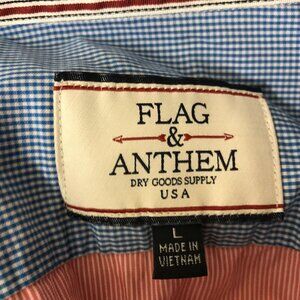 FLAG
&
ANTHEM
DRY GOODS SUPPLY
USA
L
MADE IN
VIETNAM